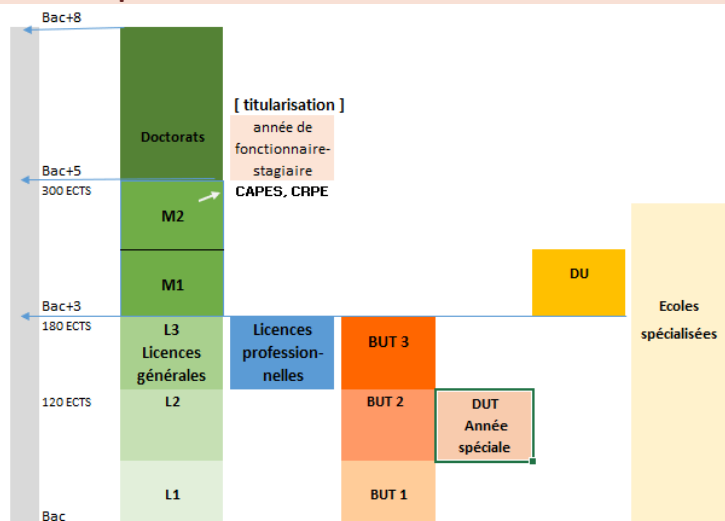 Bac+8
[ titularisation ]
année de
fonctionnaire-
stagiaire
Doctorats
Bac+5
300 ECTS
CAPES, CRPE
M2
M1
DU
Bac+3
180 ECTS
Ecoles
spécialisées
L3
Licences
générales
Licences
profession-
nelles
BUT 3
120 ECTS
L2
BUT 2
DUT
Année
spéciale
L1
BUT 1
Bac